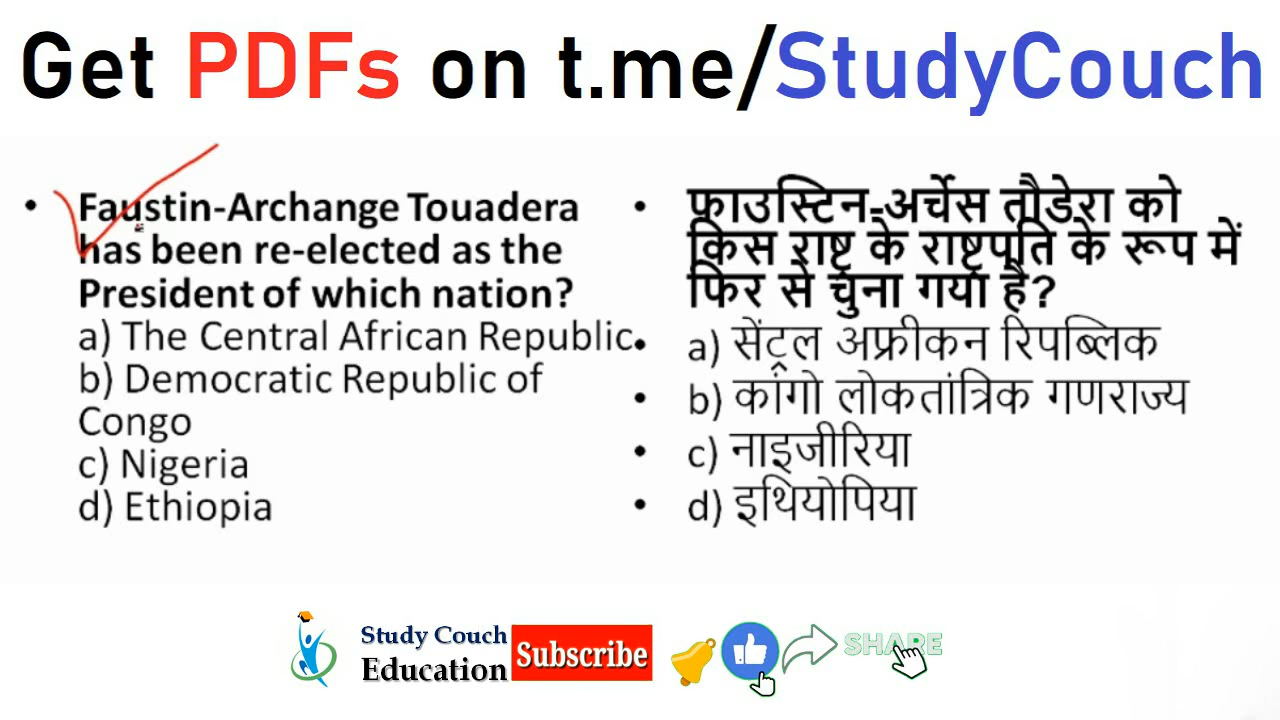 Get PDFs on t.me/StudyCouch
• Faustin-Archange Touadera
has been re-elected as the
President of which nation?
a) The Central African Republic
b) Democratic Republic of
Congo
c) Nigeria
d) Ethiopia
• फाउस्टिन-अर्चेस तौडेरा को
किस राष्ट्र के राष्ट्रपति के रूप में
फिर से चुना गया है?
• a) सेंट्रल अफ्रीकन रिपब्लिक
• b) कांगो लोकतांत्रिक गणराज्य
• c) नाइजीरिया
• d) इथियोपिया
Study Couch
Education
Subscribe
SHARE